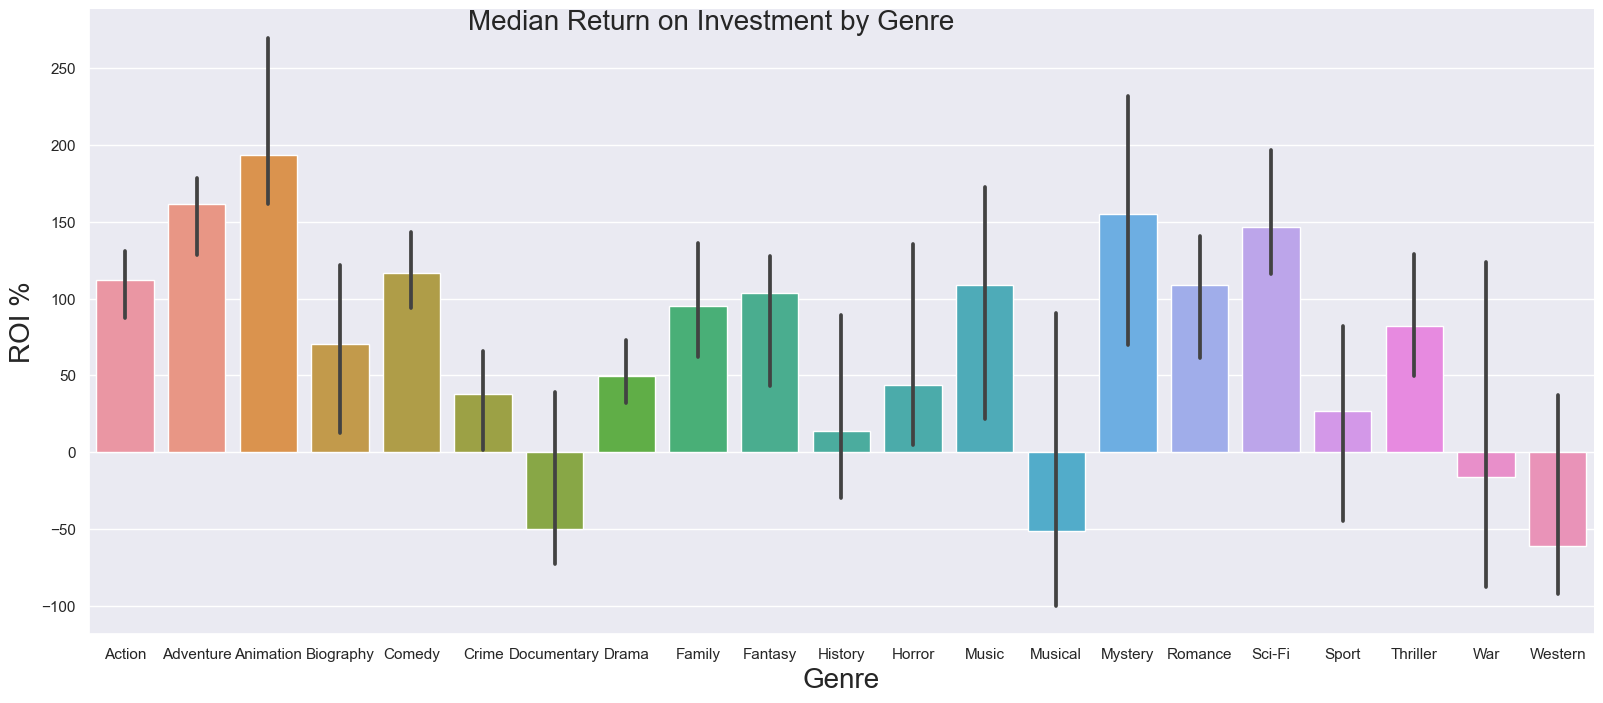 Median Return on Investment by Genre
ROI %
250
200
150
100
50
0
−50
−100
Action Adventure Animation Biography Comedy Crime Documentary Drama Family Fantasy History Horror Music Musical Mystery Romance Sci-Fi Sport Thriller War Western
Genre